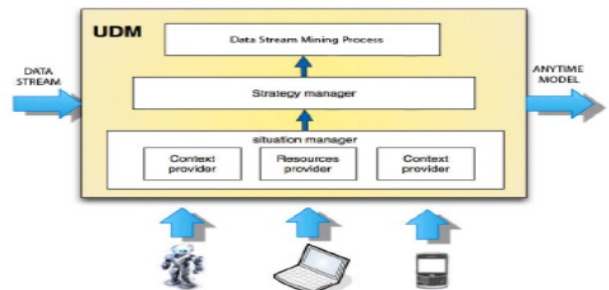 UDM
Data Stream Mining Process
DATA
STREAM
ANYTIME
MODEL
Strategy manager
situation manager
Context
provider
Resources
provider
Context
provider